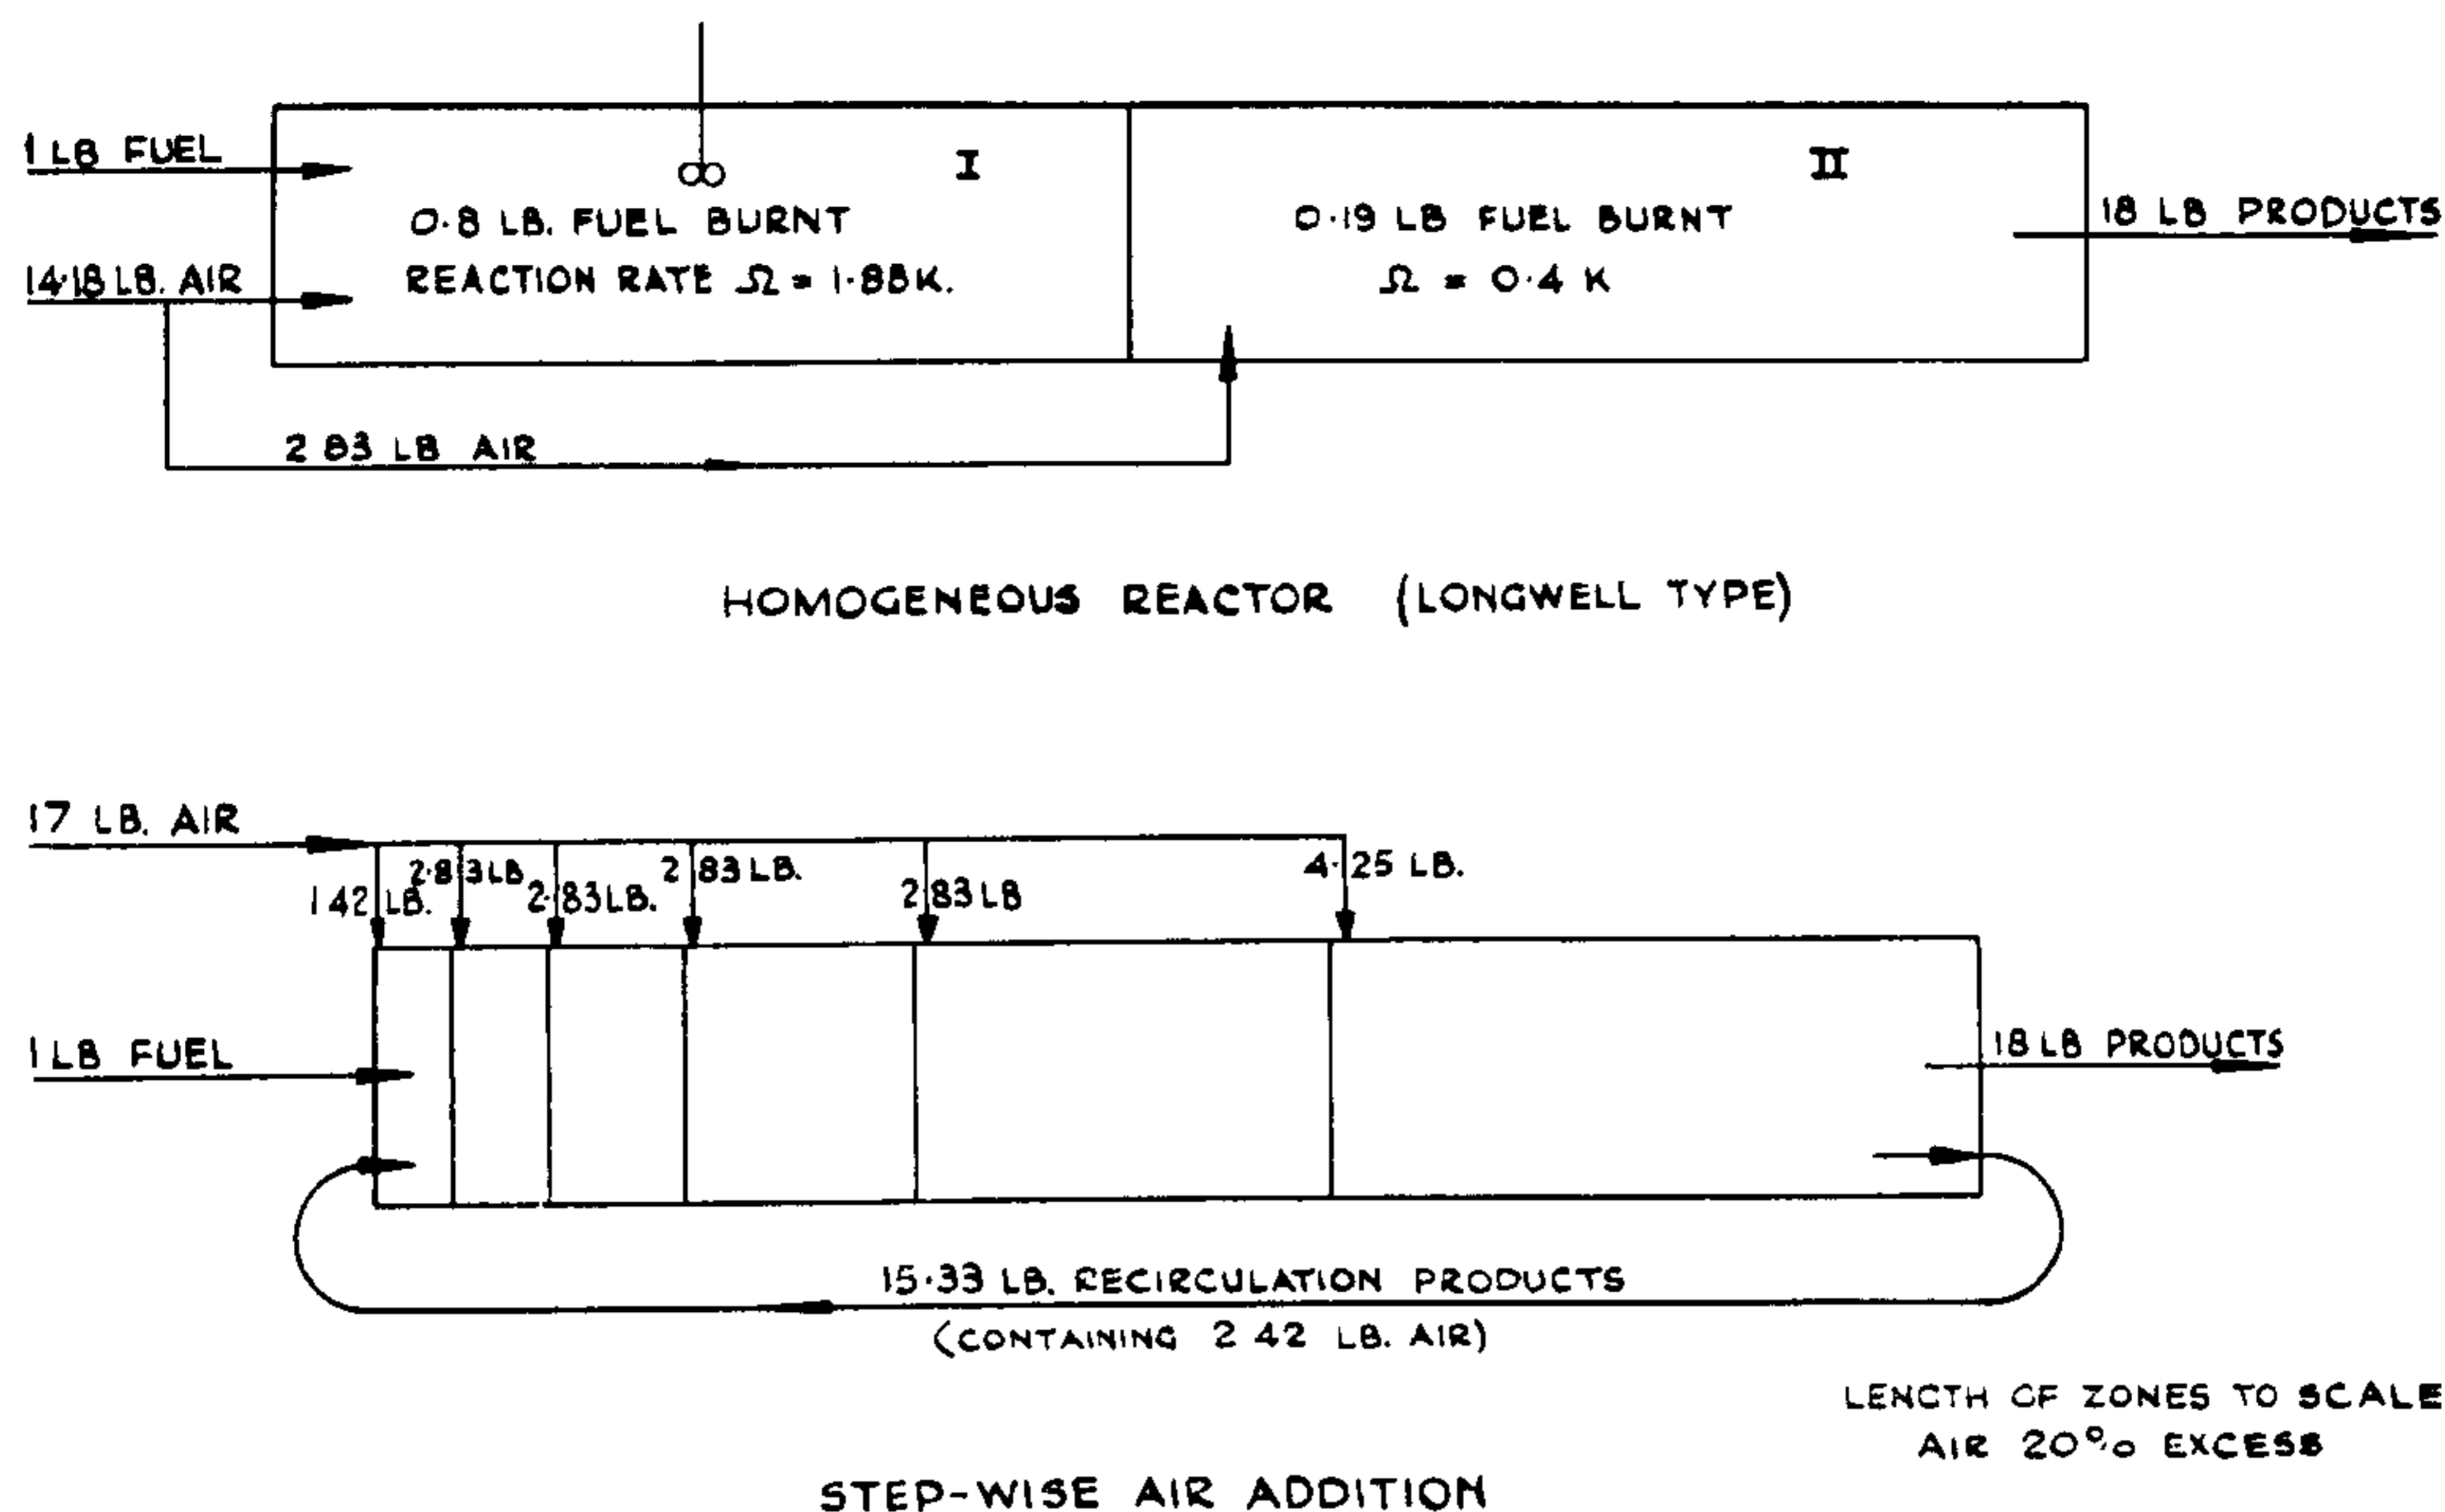 1 LB FUEL
I
II
0·8 LB. FUEL BURNT
0·19 LB FUEL BURNT
18 LB PRODUCTS
14·18 LB. AIR
REACTION RATE Ω = 1·88K.
Ω = 0·4 K
2 83 LB AIR
HOMOGENEOUS REACTOR (LONGWELL TYPE)
17 LB. AIR
1 42 LB.
2·83 LB
2·83 LB.
2 83 LB.
2·83 LB
4·25 LB.
1 LB FUEL
18 LB PRODUCTS
15·33 LB. RECIRCULATION PRODUCTS
(CONTAINING 2 42 LB. AIR)
LENGTH OF ZONES TO SCALE
AIR 20% EXCESS
STEP-WISE AIR ADDITION